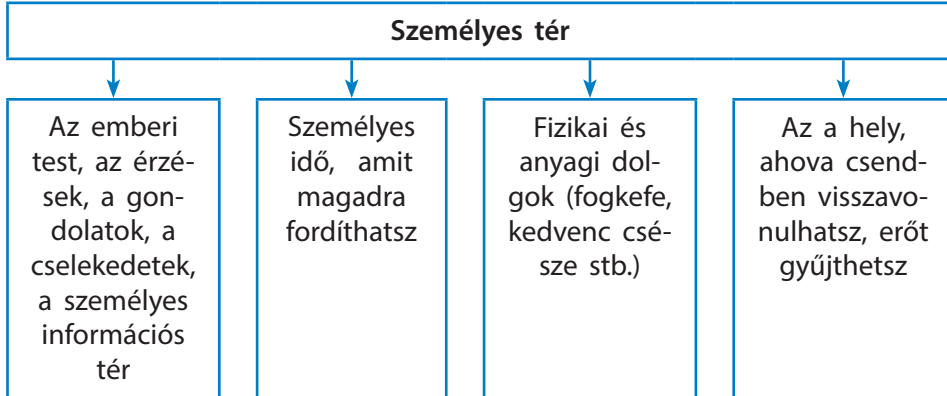 Személyes tér
Az emberi
test, az érzé-
sek, a gon-
dolatok, a
cselekedetek,
a személyes
információs
tér
Személyes
idő, amit
magadra
fordíthatsz
Fizikai és
anyagi dol-
gok (fogkefe,
kedvenc csé-
sze stb.)
Az a hely,
ahova csend-
ben visszavo-
nulhatsz, erőt
gyűjthetsz